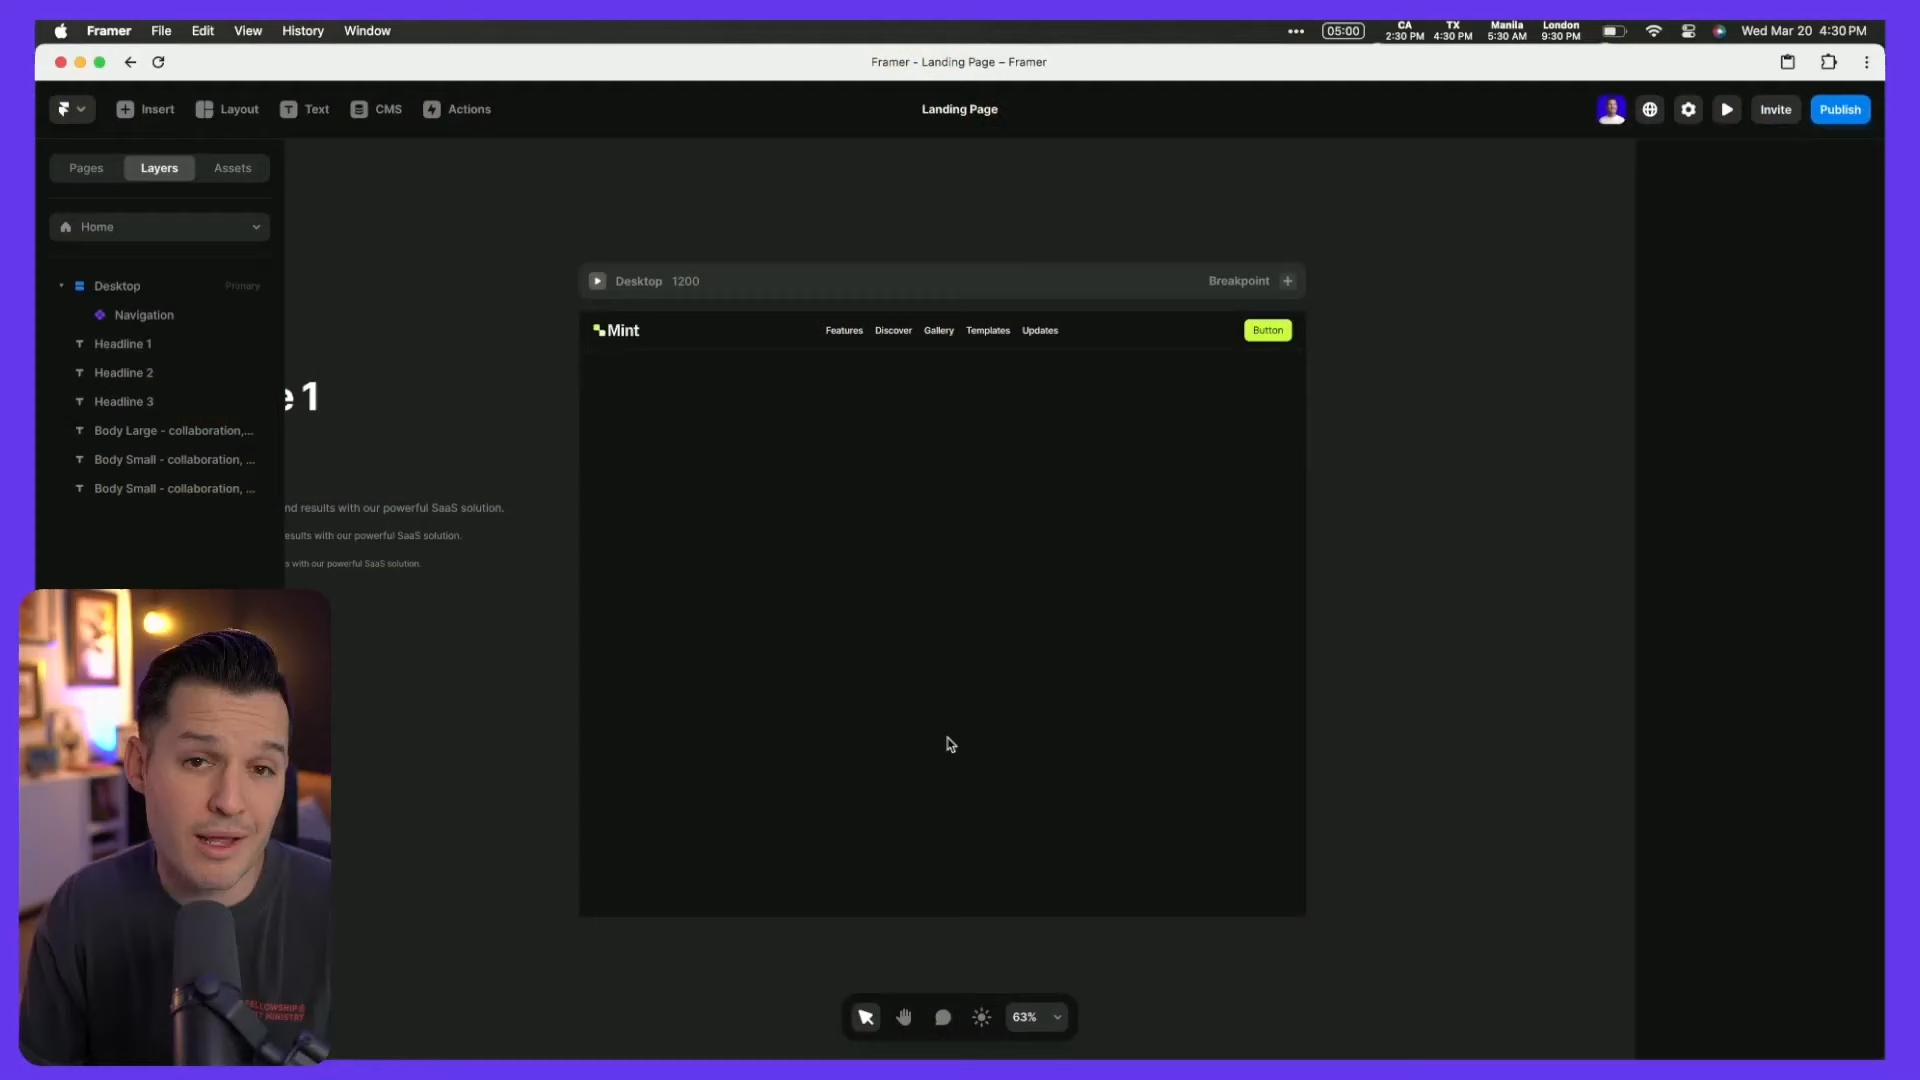 Framer File Edit View History Window
05:00
CA 2:30 PM
TX 4:30 PM
Manila 5:30 AM
London 9:30 PM
Wed Mar 20 4:30 PM
Framer - Landing Page – Framer
Insert Layout Text CMS Actions
Landing Page
Invite Publish
Pages Layers Assets
Home
Desktop Primary
Navigation
Headline 1
Headline 2
Headline 3
Body Large - collaboration,...
Body Small - collaboration, ...
Body Small - collaboration, ...
e 1
nd results with our powerful SaaS solution.
esults with our powerful SaaS solution.
s with our powerful SaaS solution.
Desktop 1200 Breakpoint
Mint Features Discover Gallery Templates Updates Button
63%